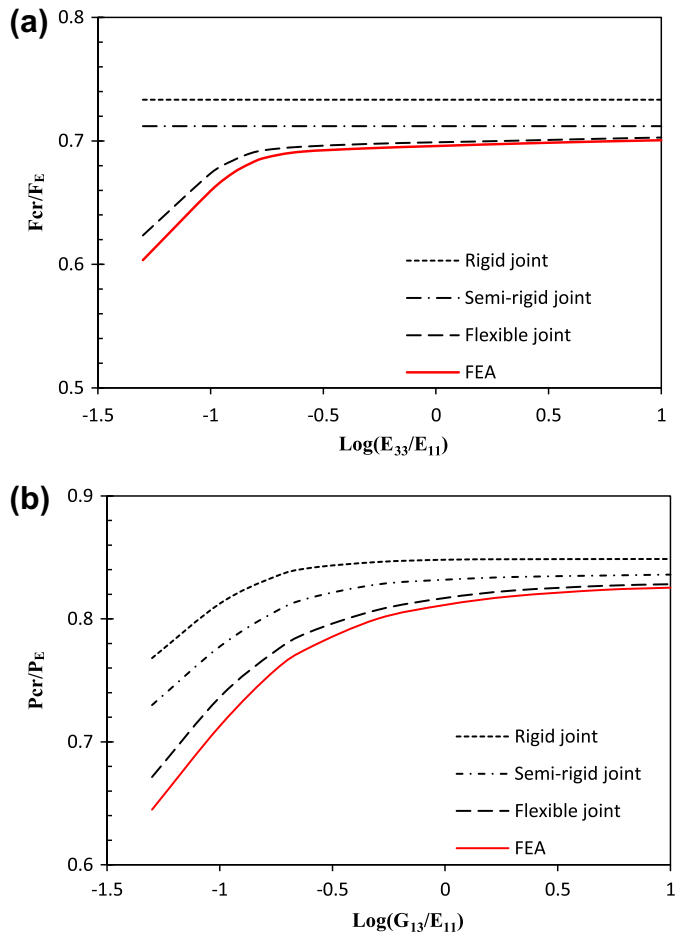 (a)
0.8
0.7
0.6
0.5
Fcr/F_E
Rigid joint
Semi-rigid joint
Flexible joint
FEA
-1.5 -1 -0.5 0 0.5 1
Log(E₃₃/E₁₁)
(b)
0.9
0.8
0.7
0.6
Pcr/P_E
Rigid joint
Semi-rigid joint
Flexible joint
FEA
-1.5 -1 -0.5 0 0.5 1
Log(G₁₃/E₁₁)